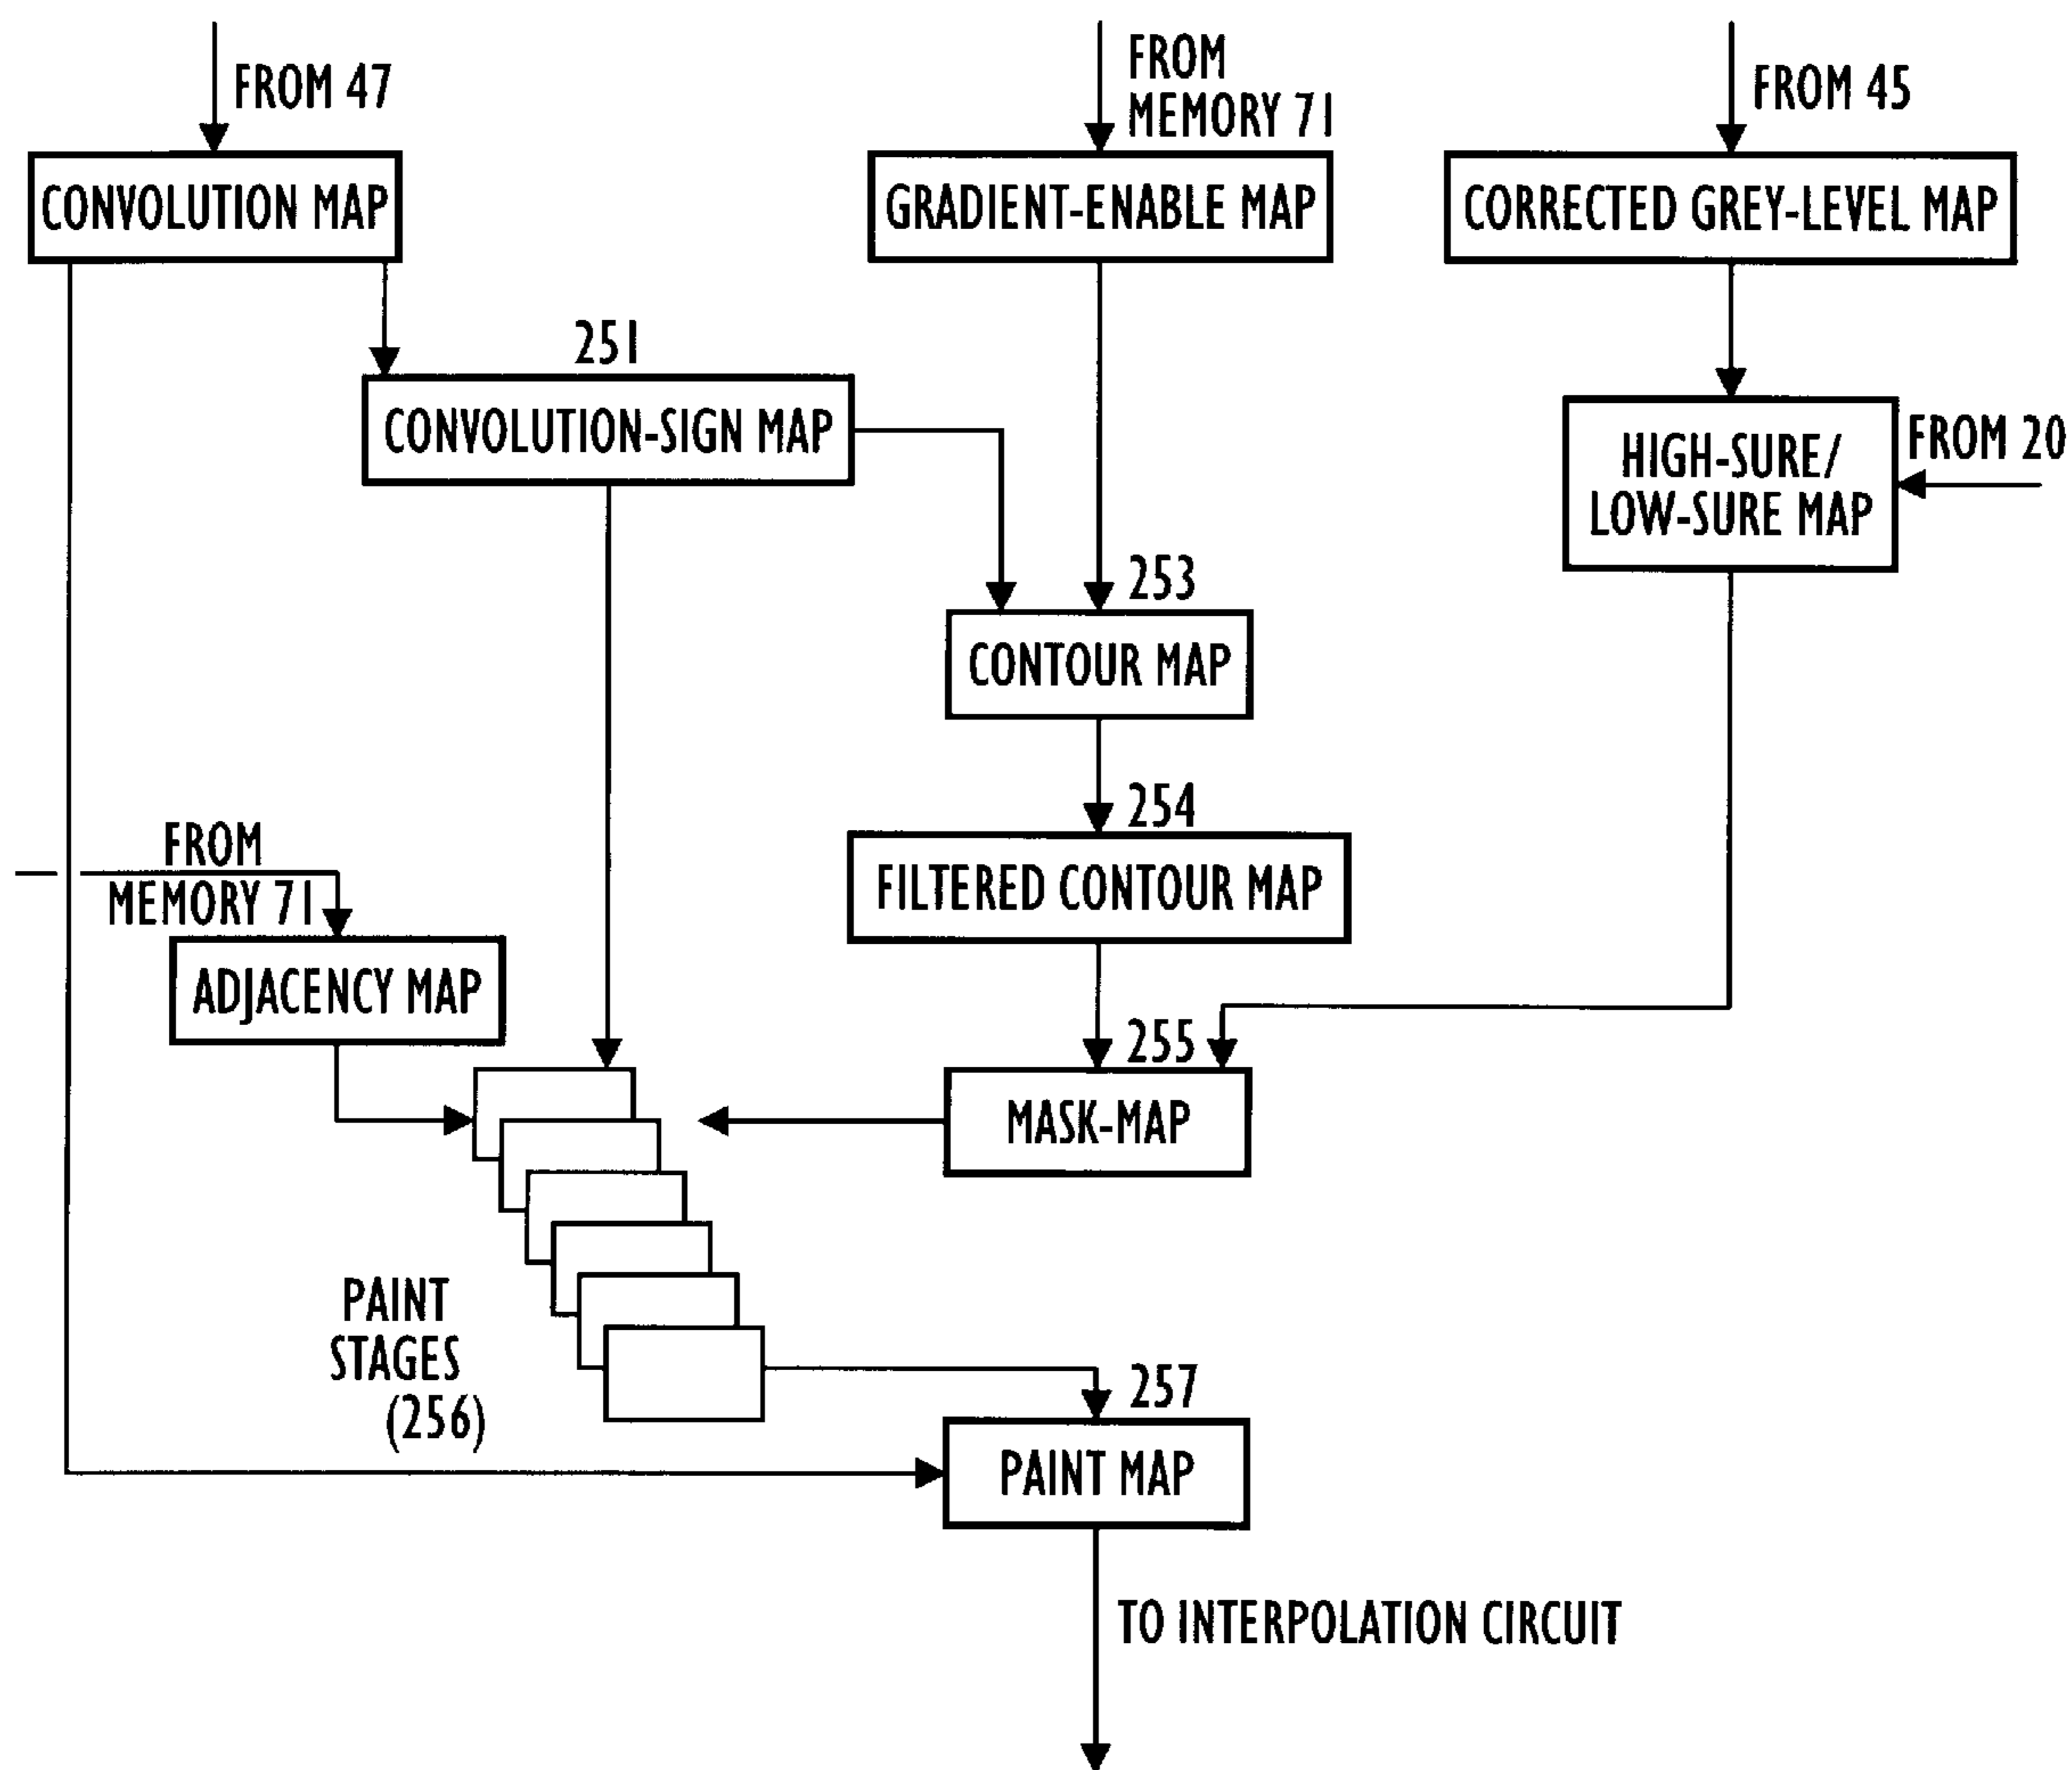 FROM 47
FROM
MEMORY 71
FROM 45
CONVOLUTION MAP
GRADIENT-ENABLE MAP
CORRECTED GREY-LEVEL MAP
251
CONVOLUTION-SIGN MAP
HIGH-SURE/
LOW-SURE MAP
FROM 20
253
CONTOUR MAP
254
FILTERED CONTOUR MAP
FROM
MEMORY 71
ADJACENCY MAP
255
MASK-MAP
PAINT
STAGES
(256)
257
PAINT MAP
TO INTERPOLATION CIRCUIT